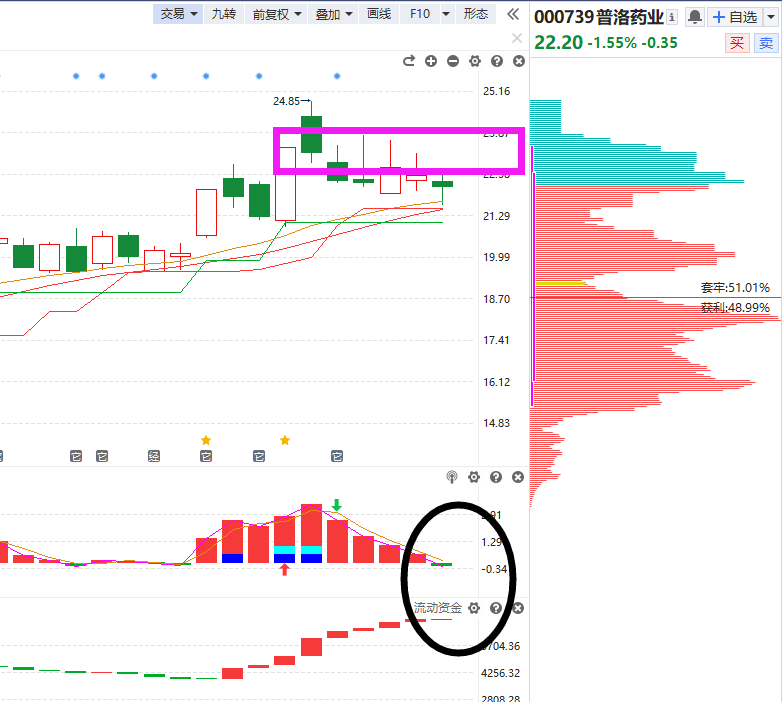 交易 九转 前复权 叠加 画线 F10 形态
000739 普洛药业
自选
22.20 -1.55% -0.35
买 卖
25.16
24.85
21.29
19.99
18.70
17.41
16.12
14.83
套牢:51.01%
获利:48.99%
1.29
-0.34
流动资金
5704.36
4256.32
2808.28